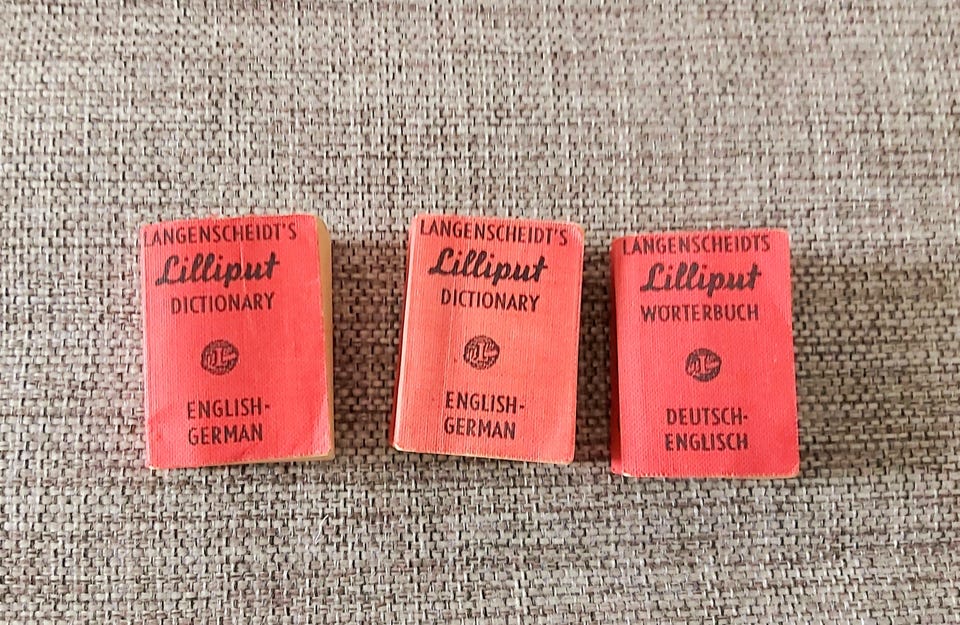 LANGENSCHEIDT'S
Lilliput
DICTIONARY
ENGLISH-
GERMAN
LANGENSCHEIDT'S
Lilliput
DICTIONARY
ENGLISH-
GERMAN
LANGENSCHEIDTS
Lilliput
WÖRTERBUCH
DEUTSCH-
ENGLISCH